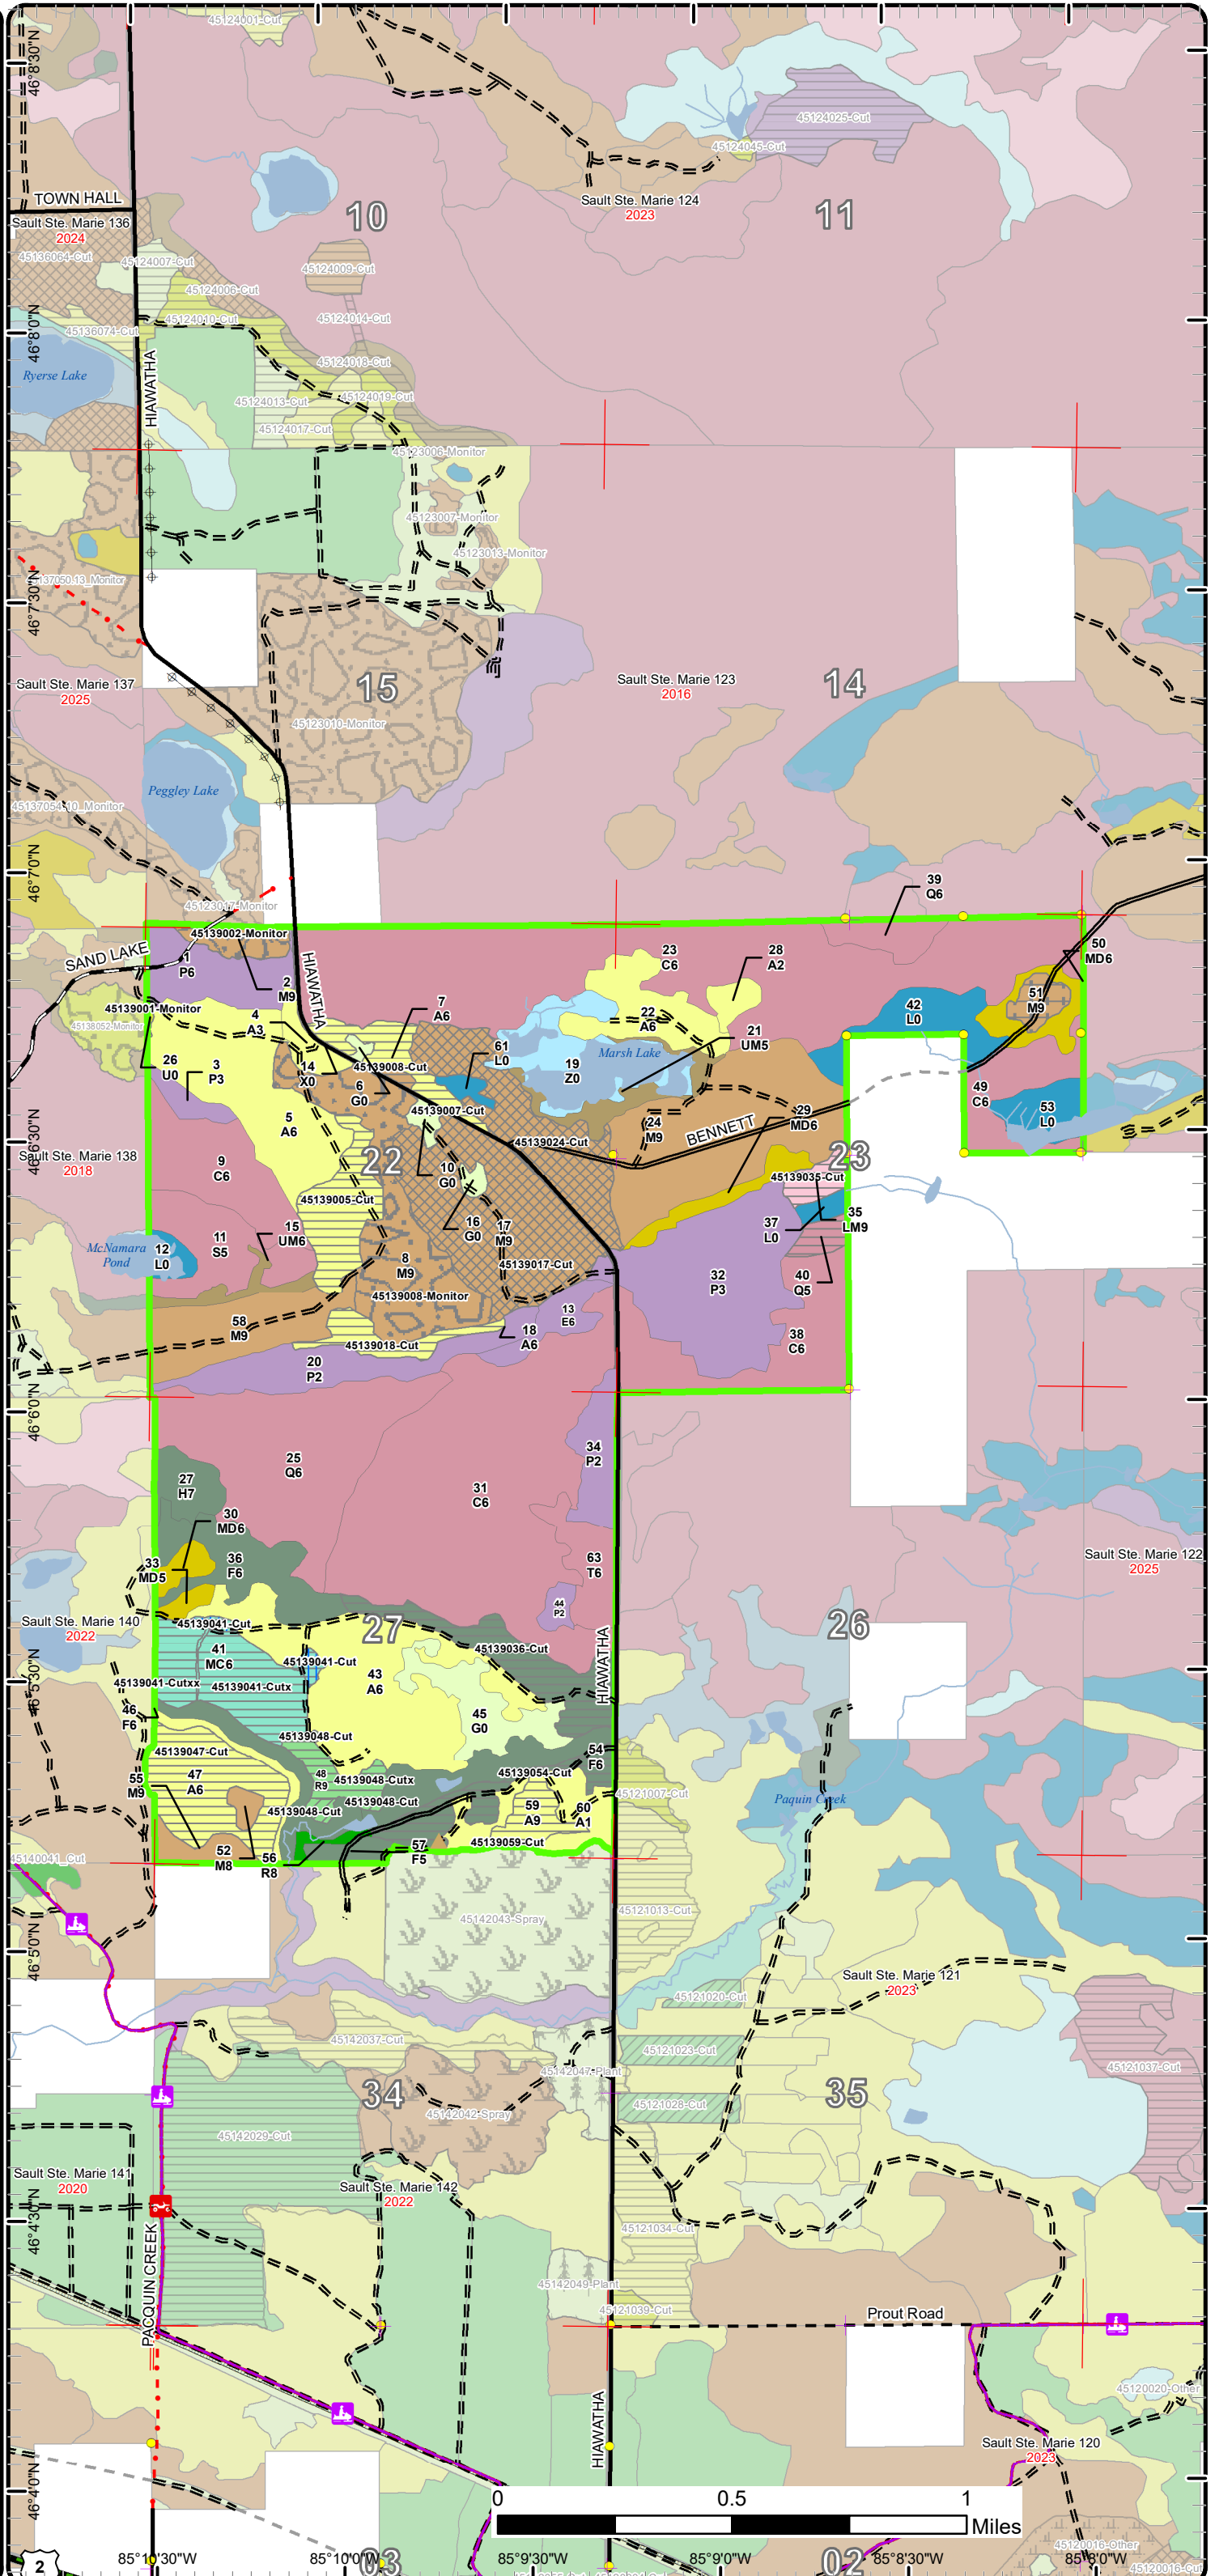 45124001-Cut
46°8'30"N
45124025-Cut
45124045-Cut
TOWN HALL
Sault Ste. Marie 136
2024
Sault Ste. Marie 124
2023
10
11
45136064-Cut
45124007-Cut
45124009-Cut
45124006-Cut
45124010-Cut
45124014-Cut
45136074-Cut
46°8'0"N
45124018-Cut
Ryerse Lake
HIAWATHA
45124013-Cut
45124019-Cut
45124017-Cut
45123006-Monitor
45123007-Monitor
45123013-Monitor
46°7'30"N
Sault Ste. Marie 137
2025
15
Sault Ste. Marie 123
2016
14
45123010-Monitor
Peggley Lake
45137054.10_Monitor
46°7'0"N
39
Q6
45123017-Monitor
45139002-Monitor
SAND LAKE
1
P6
HIAWATHA
23
C6
28
A2
50
MD6
2
M9
51
M9
45139001-Monitor
4
A3
7
A6
22
A6
42
L0
45138052-Monitor
21
UM5
61
L0
Marsh Lake
26
U0
3
P3
14
X0
45139008-Cut
19
Z0
6
G0
49
C6
5
A6
45139007-Cut
29
MD6
53
L0
24
M9
BENNETT
46°6'30"N
45139024-Cut
Sault Ste. Marie 138
2018
22
23
9
C6
10
G0
45139035-Cut
45139005-Cut
35
LM9
16
G0
17
M9
37
L0
15
UM6
11
S5
McNamara
Pond
12
L0
8
M9
45139017-Cut
32
P3
40
Q5
45139008-Monitor
13
E6
58
M9
18
A6
38
C6
45139018-Cut
20
P2
46°6'0"N
34
P2
25
Q6
27
H7
31
C6
30
MD6
33
MD5
36
F6
63
T6
Sault Ste. Marie 122
2025
44
P2
Sault Ste. Marie 140
2022
45139041-Cut
27
26
45139036-Cut
41
MC6
45139041-Cut
43
A6
HIAWATHA
45139041-Cutxx
45139041-Cutx
46
F6
45
G0
45139048-Cut
45139047-Cut
54
F6
55
M9
47
A6
48
R9
45139048-Cutx
45139054-Cut
45121007-Cut
45139048-Cut
45139048-Cut
59
A9
60
A1
Paquin Creek
52
M8
56
R8
57
F5
45139059-Cut
45140041_Cut
45142043-Spray
45121013-Cut
46°5'0"N
Sault Ste. Marie 121
2023
45121020-Cut
45142037-Cut
45121023-Cut
45142047-Plant
45121037-Cut
34
35
45121028-Cut
45142042-Spray
45142029-Cut
Sault Ste. Marie 141
2020
Sault Ste. Marie 142
2022
46°4'30"N
45121034-Cut
PACQUIN CREEK
45142049-Plant
45121039-Cut
Prout Road
45120020-Other
HIAWATHA
Sault Ste. Marie 120
2023
46°4'0"N
0
0.5
1
Miles
45120016-Other
2
85°10'30"W
85°10'0"W
03
85°9'30"W
85°9'0"W
02
85°8'30"W
85°8'0"W
45120016-Cut